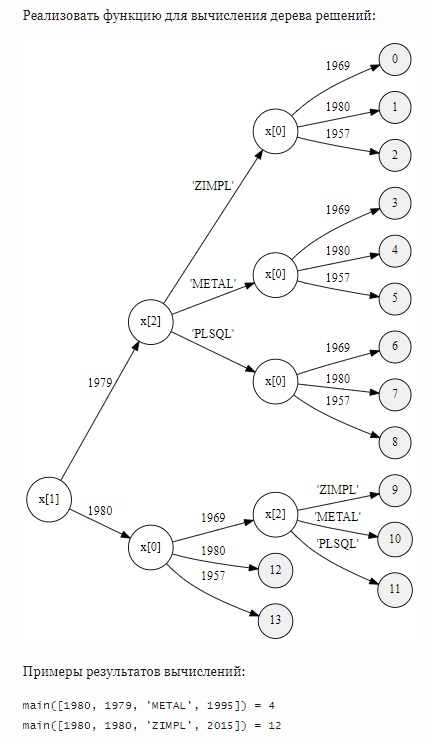 Реализовать функцию для вычисления дерева решений:
1969
0
1980
1
x[0]
1957
2
'ZIMPL'
1969
3
1980
4
x[0]
'METAL'
1957
5
x[2]
'PLSQL'
1969
6
1980
7
x[0]
1957
8
1979
x[1]
1980
'ZIMPL'
9
1969
x[2]
'METAL'
10
x[0]
1980
'PLSQL'
11
12
1957
13
Примеры результатов вычислений:
main([1980, 1979, 'METAL', 1995]) = 4
main([1980, 1980, 'ZIMPL', 2015]) = 12